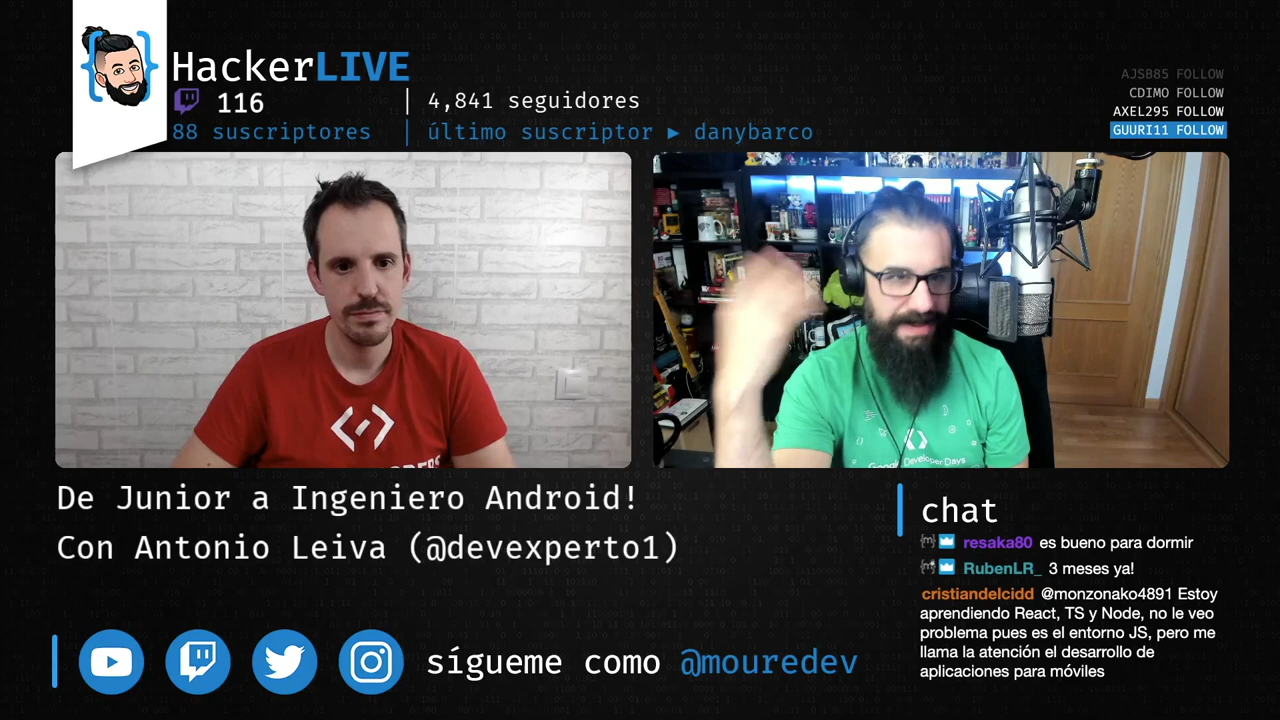 HackerLIVE
116 | 4,841 seguidores
88 suscriptores | último suscriptor ▶ danybarco
AJSB85 FOLLOW
CDIMO FOLLOW
AXEL295 FOLLOW
GUURI11 FOLLOW
Google Developer Days
De Junior a Ingeniero Android!
Con Antonio Leiva (@devexperto1)
chat
resaka80 es bueno para dormir
RubenLR_ 3 meses ya!
cristiandelcidd @monzonako4891 Estoy
aprendiendo React, TS y Node, no le veo
problema pues es el entorno JS, pero me
llama la atención el desarrollo de
aplicaciones para móviles
sígueme como @mouredev